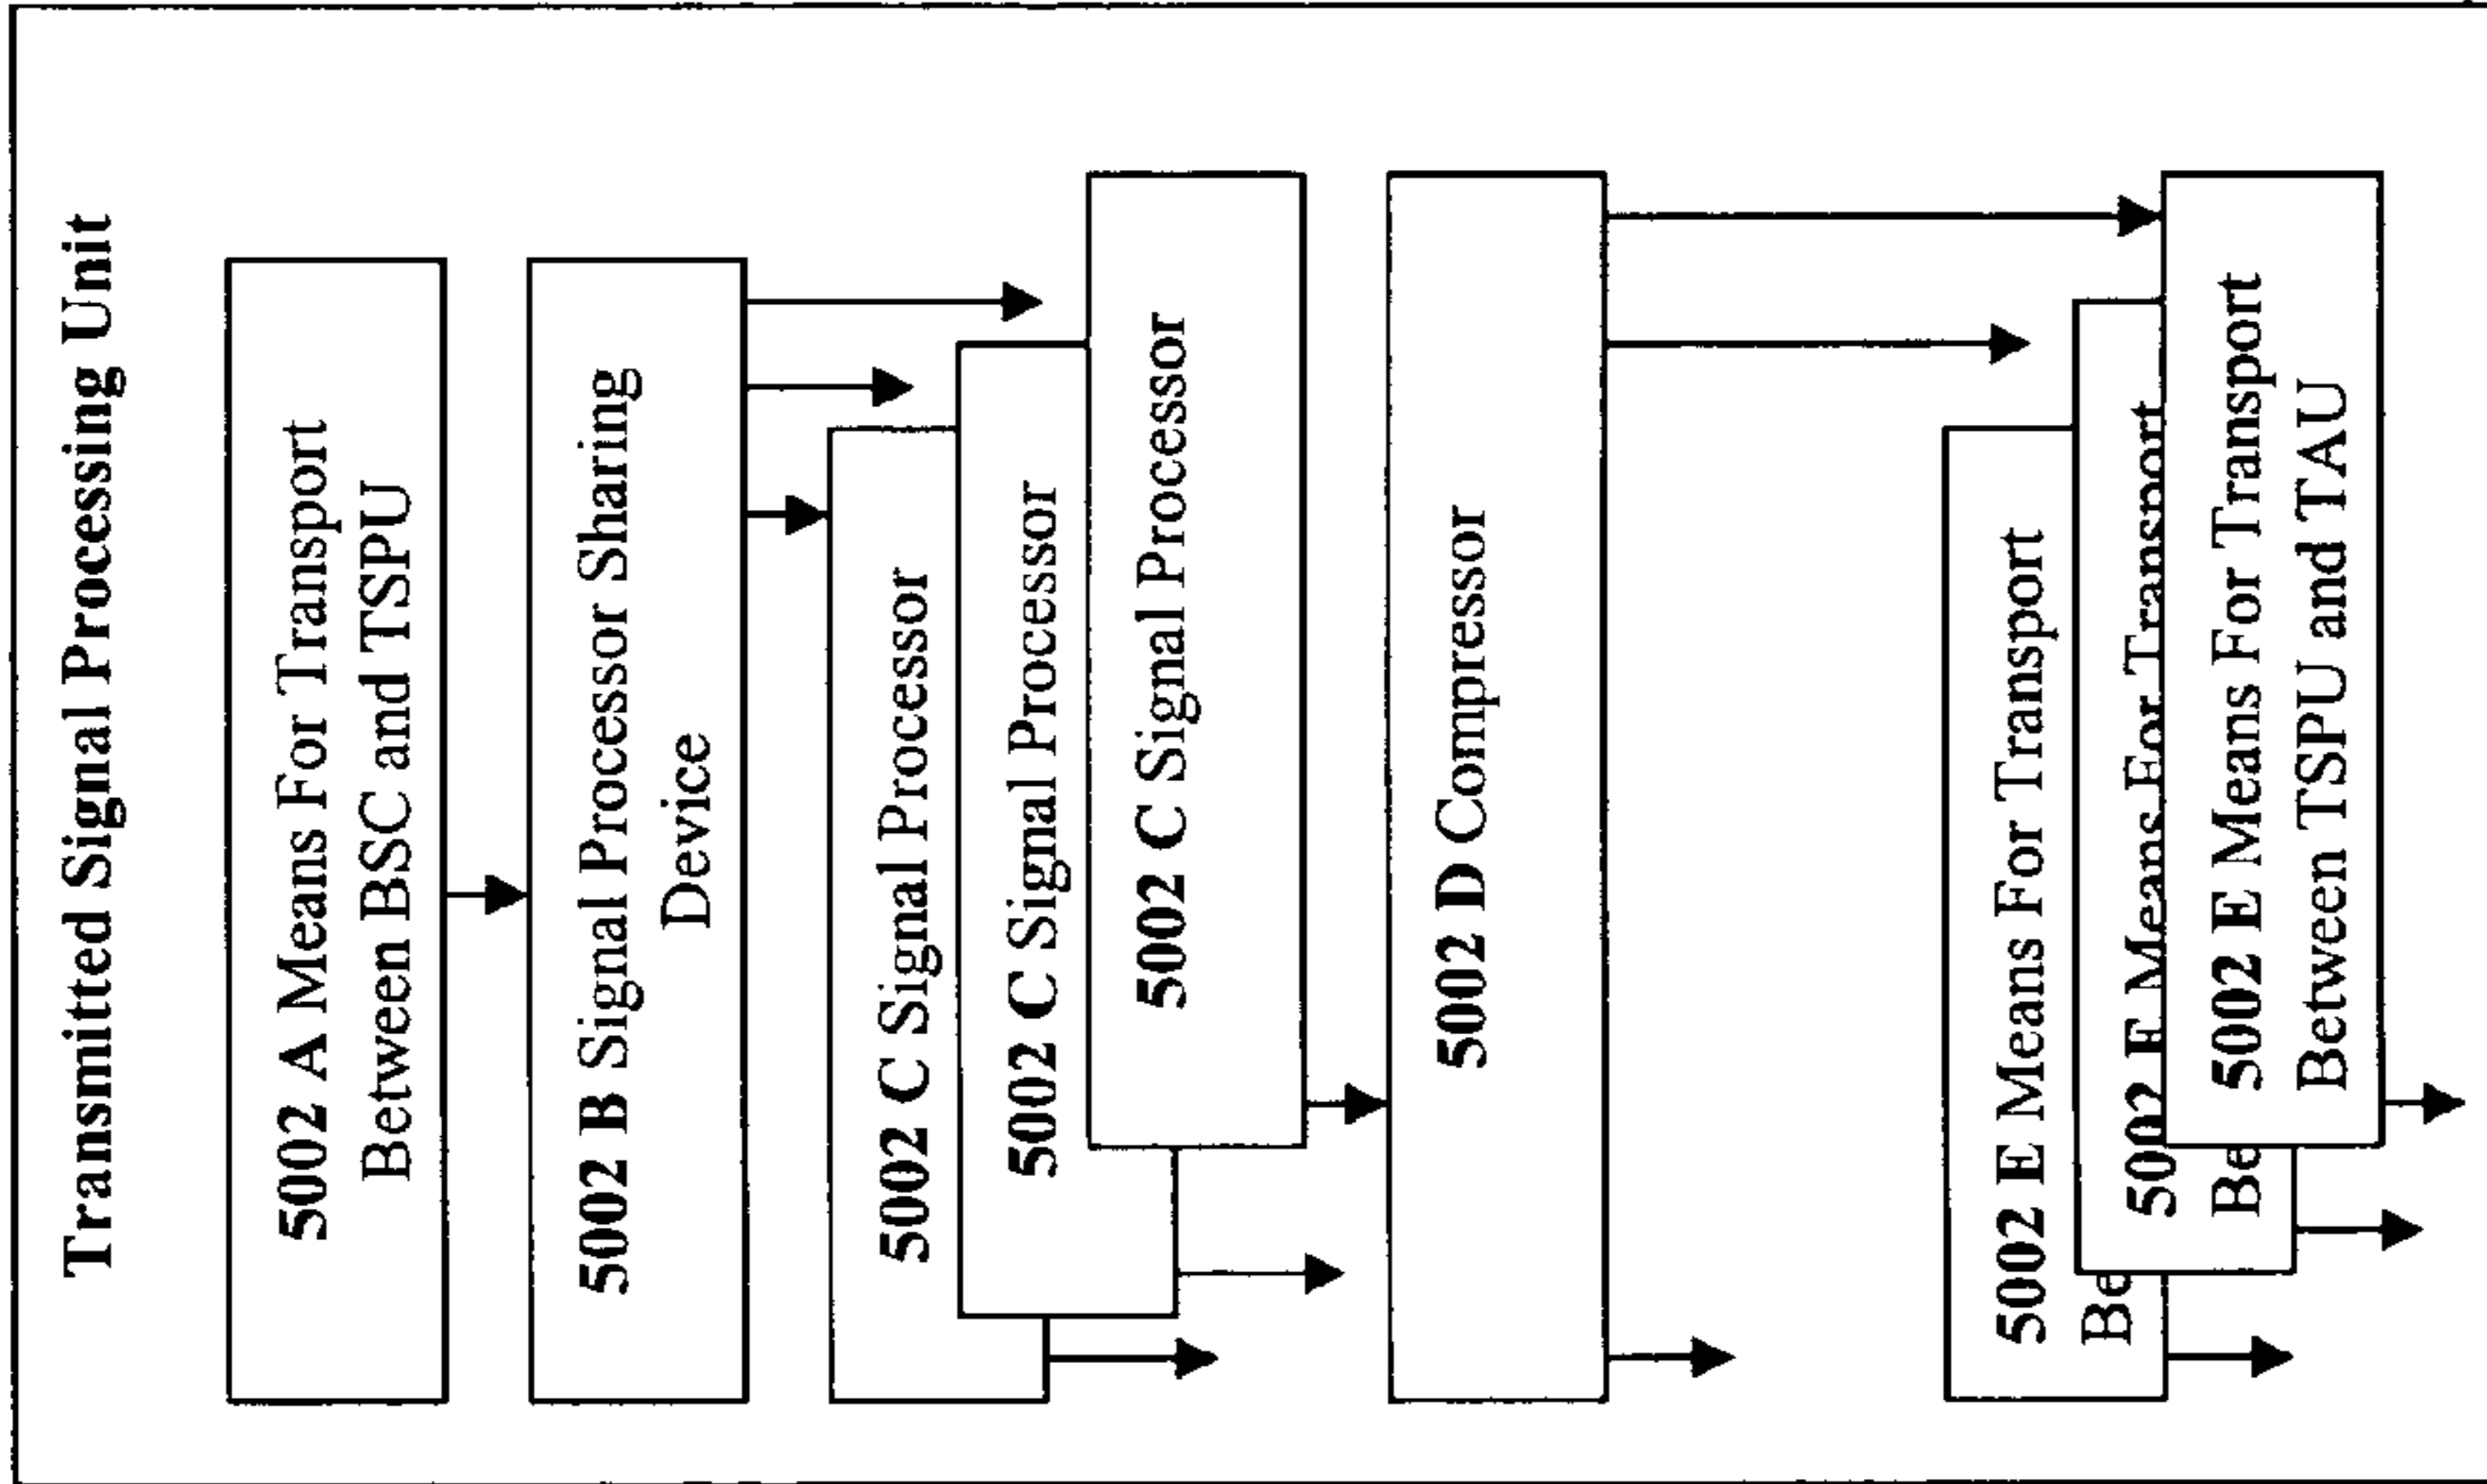 Transmitted Signal Processing Unit
5002 A Means For Transport
Between BSC and TSPU
5002 B Signal Processor Sharing
Device
5002 C Signal Processor
5002 C Signal Processor
5002 C Signal Processor
5002 D Compressor
5002 E Means For Transport
Be
5002 E Means For Transport
Be
5002 E Means For Transport
Between TSPU and TAU